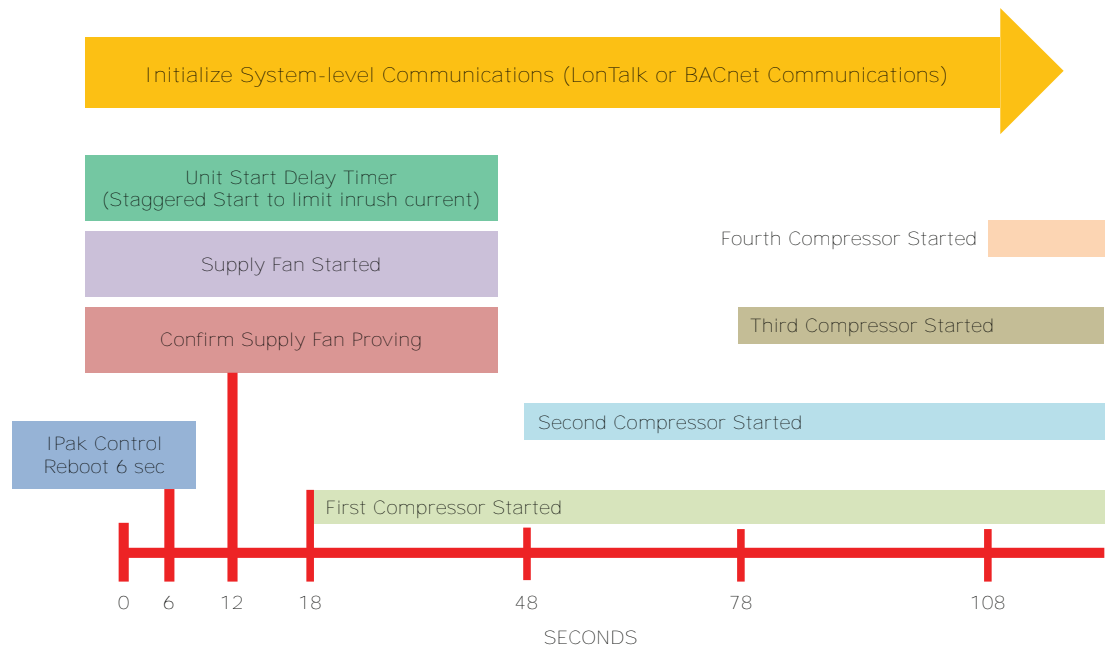 Initialize System-level Communications (LonTalk or BACnet Communications)
Unit Start Delay Timer
(Staggered Start to limit inrush current)
Supply Fan Started
Confirm Supply Fan Proving
Fourth Compressor Started
Third Compressor Started
Second Compressor Started
IPak Control
Reboot 6 sec
First Compressor Started
0 6 12 18 48 78 108
SECONDS